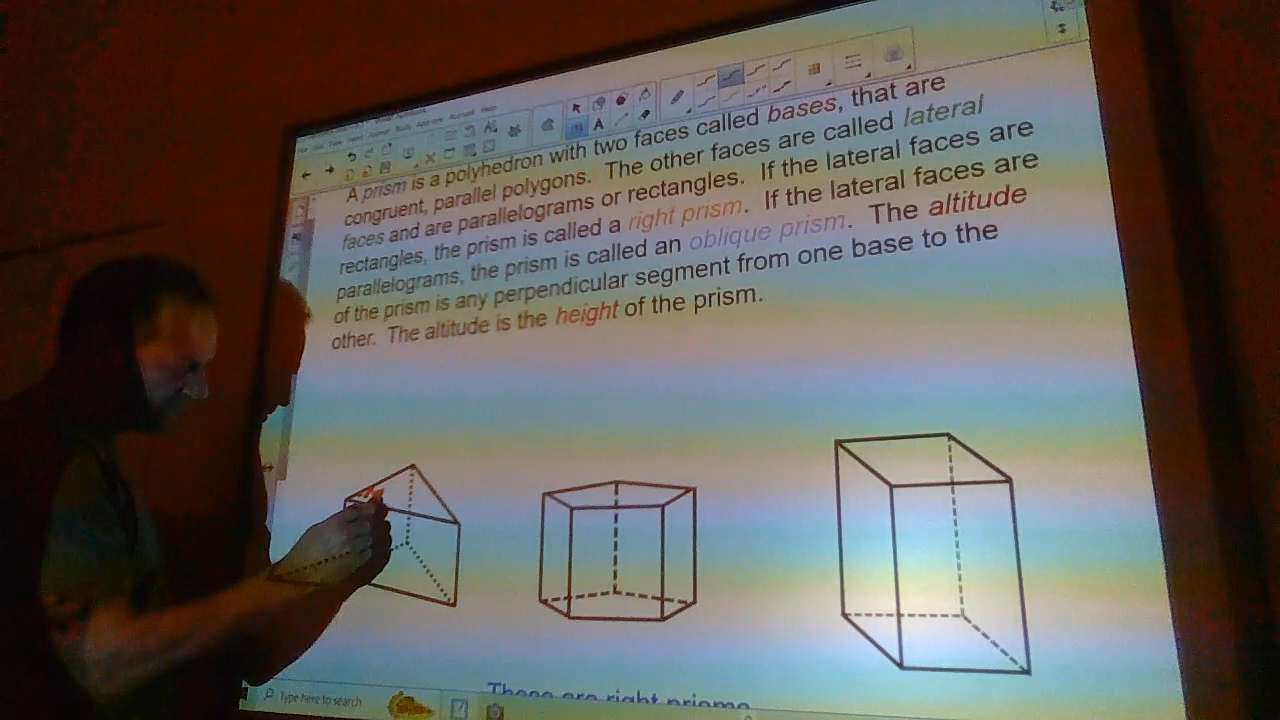 A prism is a polyhedron with two faces called bases, that are
congruent, parallel polygons. The other faces are called lateral
faces and are parallelograms or rectangles. If the lateral faces are
rectangles, the prism is called a right prism. If the lateral faces are
parallelograms, the prism is called an oblique prism. The altitude
of the prism is any perpendicular segment from one base to the
other. The altitude is the height of the prism.
These are right prisms
Type here to search